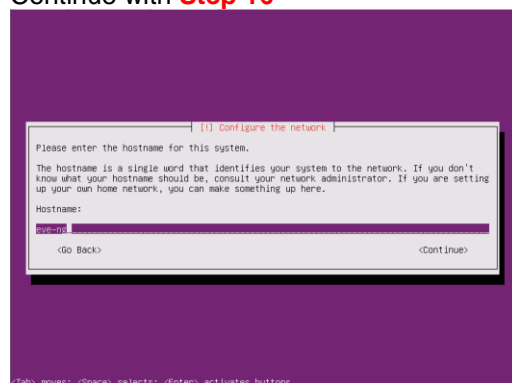 Continue with Step 16
[!] Configure the network
Please enter the hostname for this system.
The hostname is a single word that identifies your system to the network. If you don't
know what your hostname should be, consult your network administrator. If you are setting
up your own home network, you can make something up here.
Hostname:
eve-ng
<Go Back> <Continue>
<Tab> moves; <Space> selects; <Enter> activates buttons